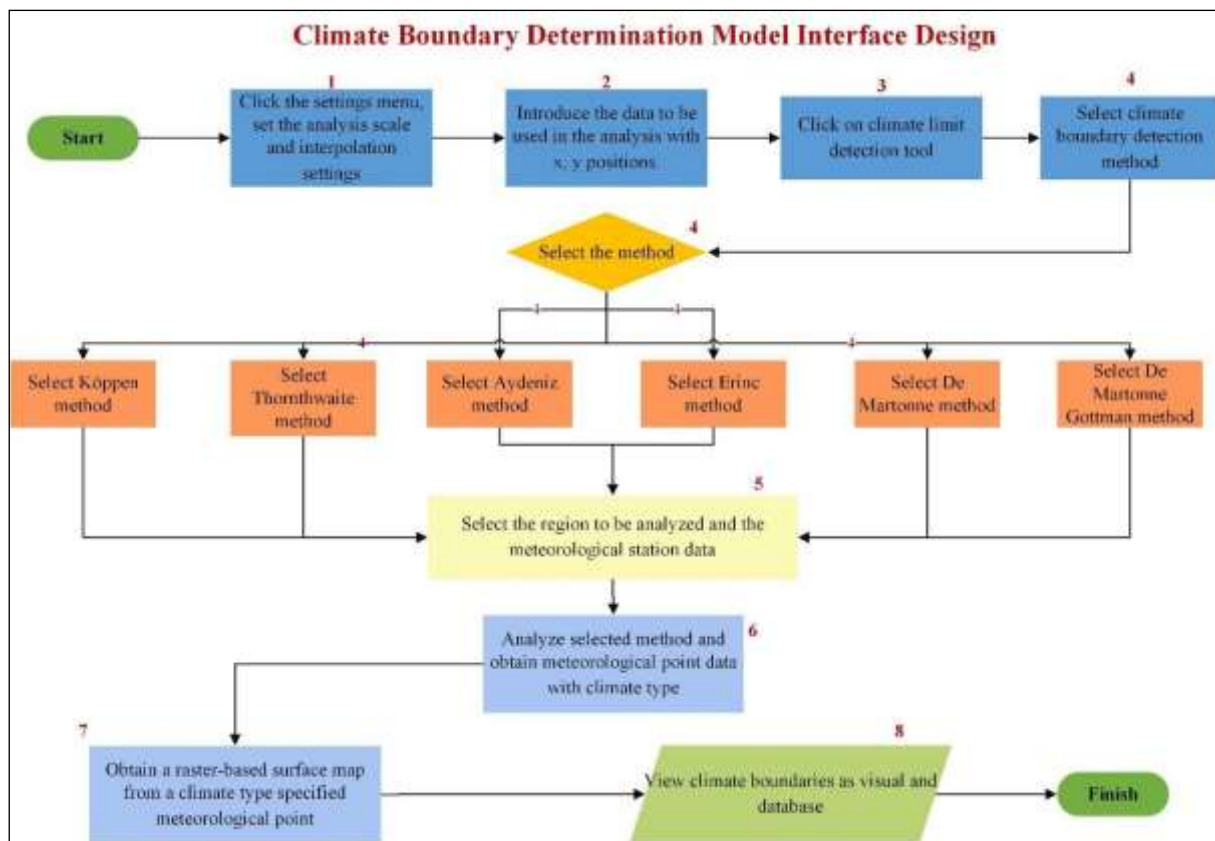 Climate Boundary Determination Model Interface Design
1
2
3
4
Start
Click the settings menu,
set the analysis scale
and interpolation
settings
Introduce the data to be
used in the analysis with
x, y positions.
Click on climate limit
detection tool
Select climate
boundary detection
method
4
Select the method
1
1
4
4
Select Köppen
method
Select
Thornthwaite
method
Select Aydeniz
method
Select Erinc
method
Select De
Martonne method
Select De
Martonne
Gottman method
5
Select the region to be analyzed and the
meteorological station data
6
Analyze selected method and
obtain meteorological point data
with climate type
7
Obtain a raster-based surface map
from a climate type specified
meteorological point
8
View climate boundaries as visual and
database
Finish